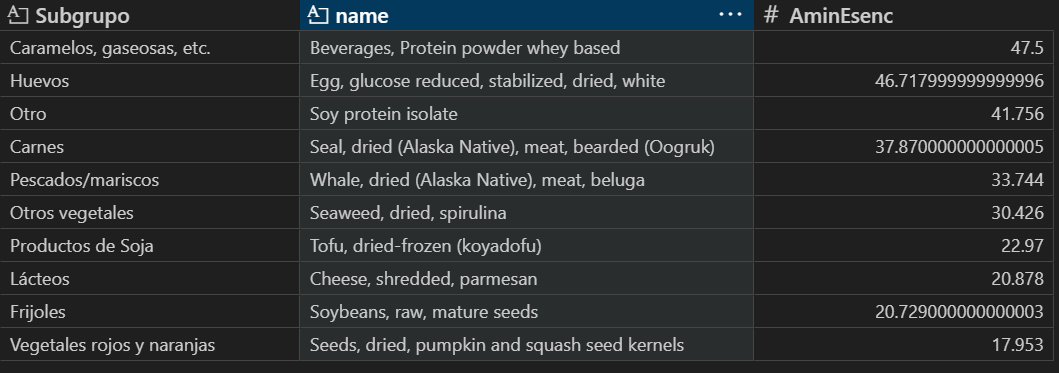 Subgrupo name ... # AminEsenc
Caramelos, gaseosas, etc. Beverages, Protein powder whey based 47.5
Huevos Egg, glucose reduced, stabilized, dried, white 46.717999999999996
Otro Soy protein isolate 41.756
Carnes Seal, dried (Alaska Native), meat, bearded (Oogruk) 37.870000000000005
Pescados/mariscos Whale, dried (Alaska Native), meat, beluga 33.744
Otros vegetales Seaweed, dried, spirulina 30.426
Productos de Soja Tofu, dried-frozen (koyadofu) 22.97
Lácteos Cheese, shredded, parmesan 20.878
Frijoles Soybeans, raw, mature seeds 20.729000000000003
Vegetales rojos y naranjas Seeds, dried, pumpkin and squash seed kernels 17.953